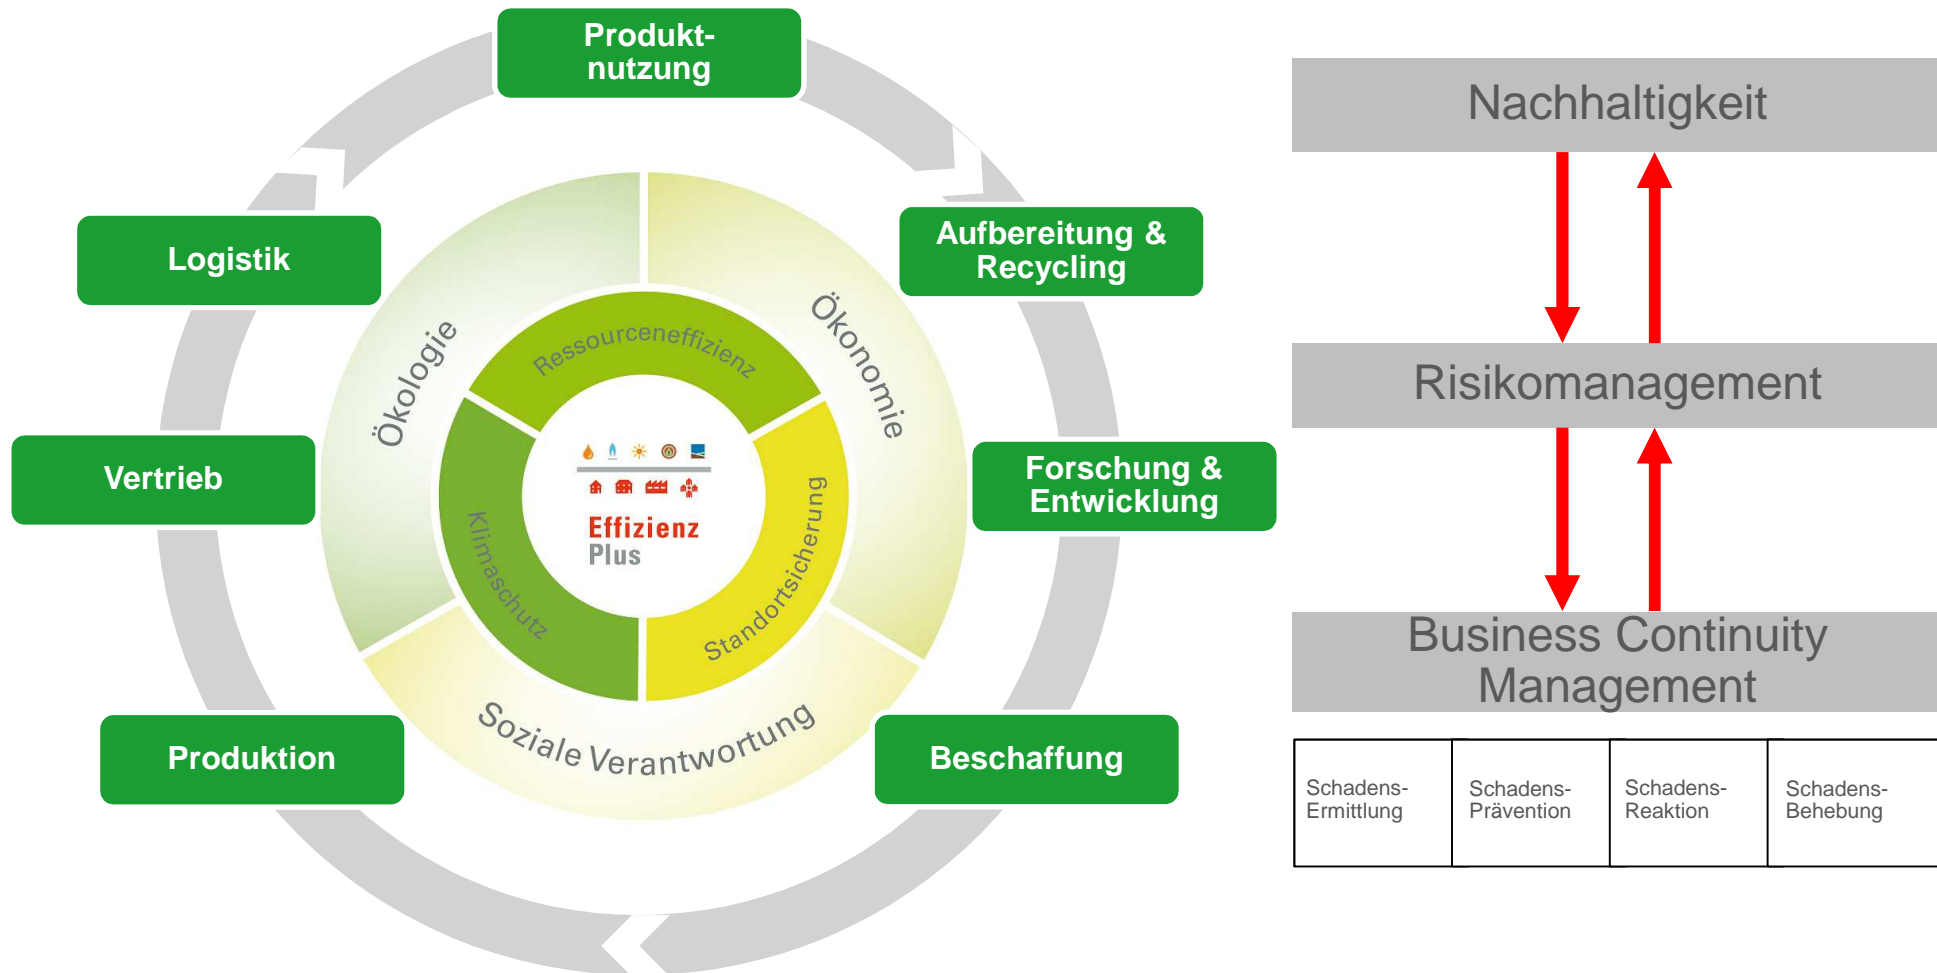 Produkt-
nutzung
Logistik
Aufbereitung &
Recycling
Vertrieb
Forschung &
Entwicklung
Produktion
Beschaffung
Ökologie
Ökonomie
Soziale Verantwortung
Ressourceneffizienz
Klimaschutz
Standortsicherung
Effizienz
Plus
Nachhaltigkeit
Risikomanagement
Business Continuity
Management
Schadens-
Ermittlung
Schadens-
Prävention
Schadens-
Reaktion
Schadens-
Behebung